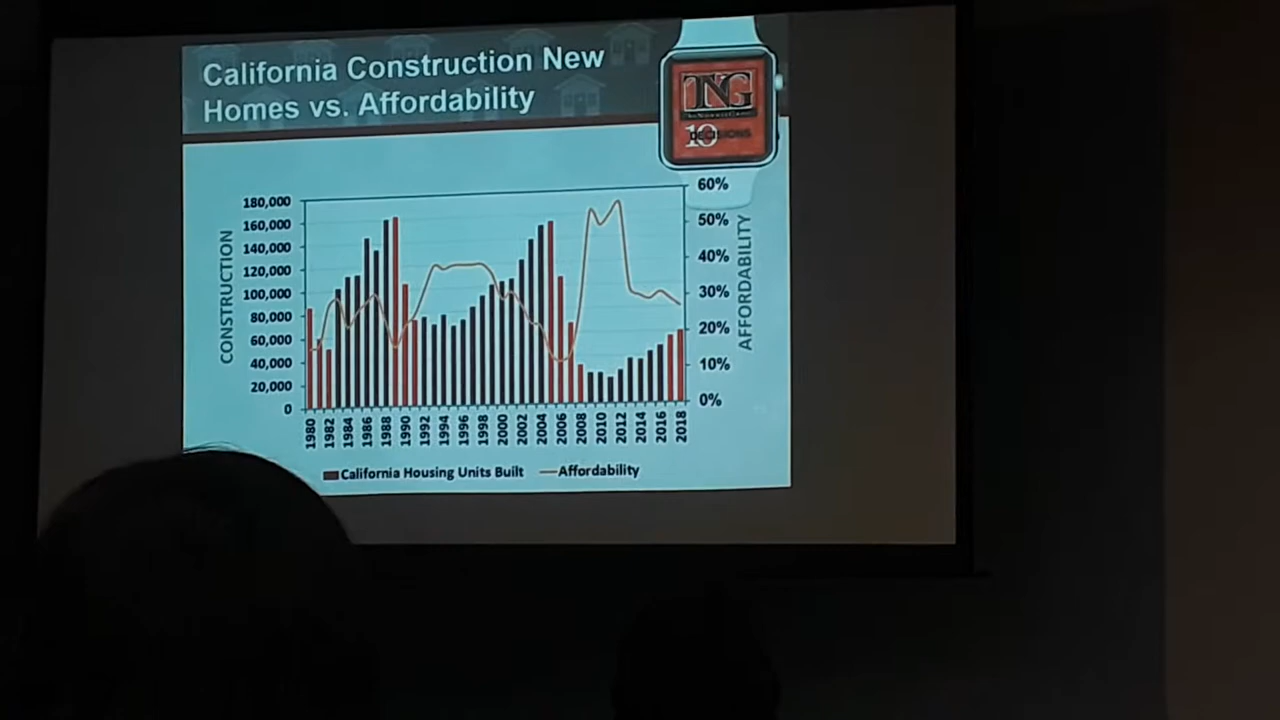 California Construction New
Homes vs. Affordability
TNG
10
DECISIONS
CONSTRUCTION
180,000
160,000
140,000
120,000
100,000
80,000
60,000
40,000
20,000
0
60%
50%
40%
30%
20%
10%
0%
AFFORDABILITY
1980 1982 1984 1986 1988 1990 1992 1994 1996 1998 2000 2002 2004 2006 2008 2010 2012 2014 2016 2018
California Housing Units Built Affordability